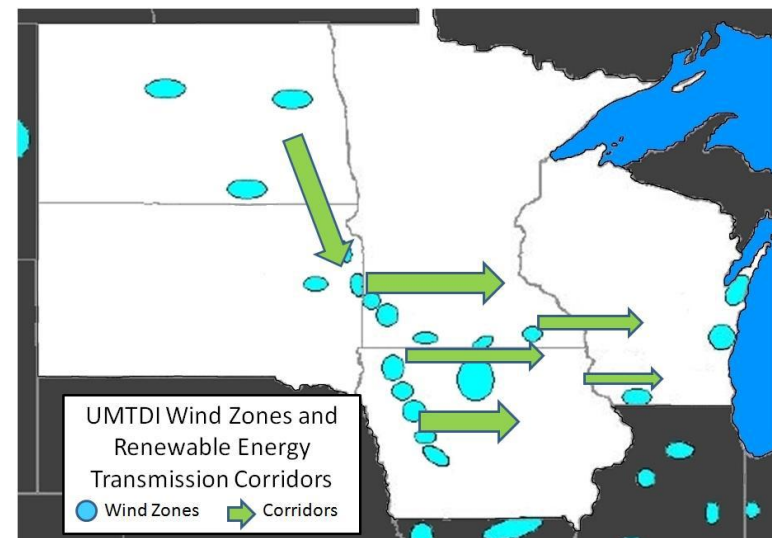 UMTDI Wind Zones and
Renewable Energy
Transmission Corridors
Wind Zones Corridors